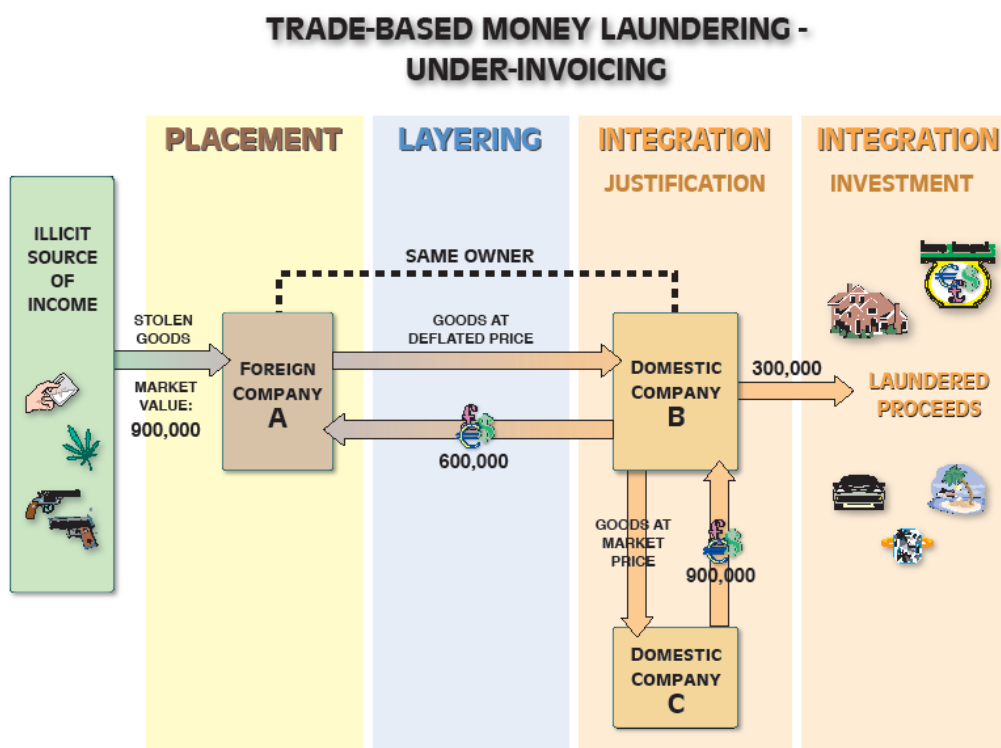 TRADE-BASED MONEY LAUNDERING -
UNDER-INVOICING
PLACEMENT
LAYERING
INTEGRATION
JUSTIFICATION
INTEGRATION
INVESTMENT
ILLICIT
SOURCE
OF
INCOME
SAME OWNER
STOLEN
GOODS
MARKET
VALUE:
900,000
FOREIGN
COMPANY
A
GOODS AT
DEFLATED PRICE
600,000
DOMESTIC
COMPANY
B
300,000
LAUNDERED
PROCEEDS
GOODS AT
MARKET
PRICE
900,000
DOMESTIC
COMPANY
C